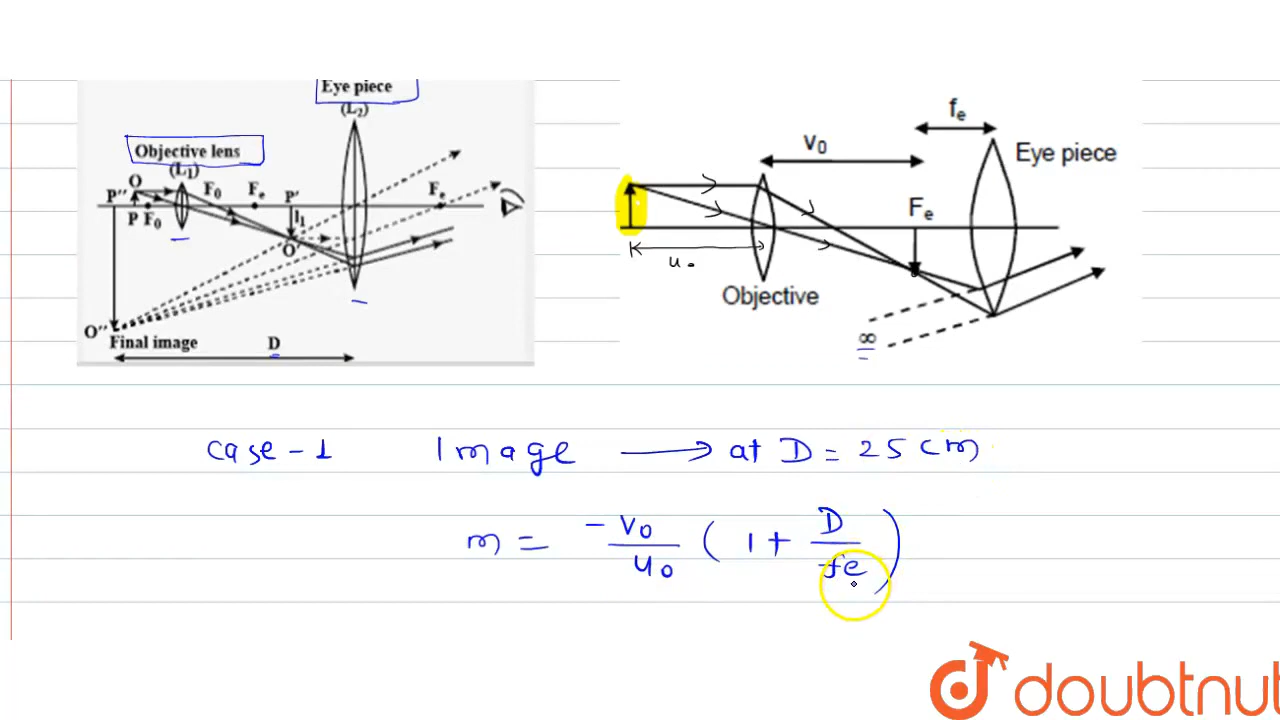 Eye piece
(L₂)
Objective lens
(L₁)
O
P''
F₀
Fₑ
P'
Fₑ
P F₀
I₁
O'
O''
Final image
D
fₑ
v₀
Eye piece
Fₑ
u₀
Objective
∞
case-1 Image → at D = 25 cm
m = -v₀/u₀ (1 + D/fe)
doubtnut